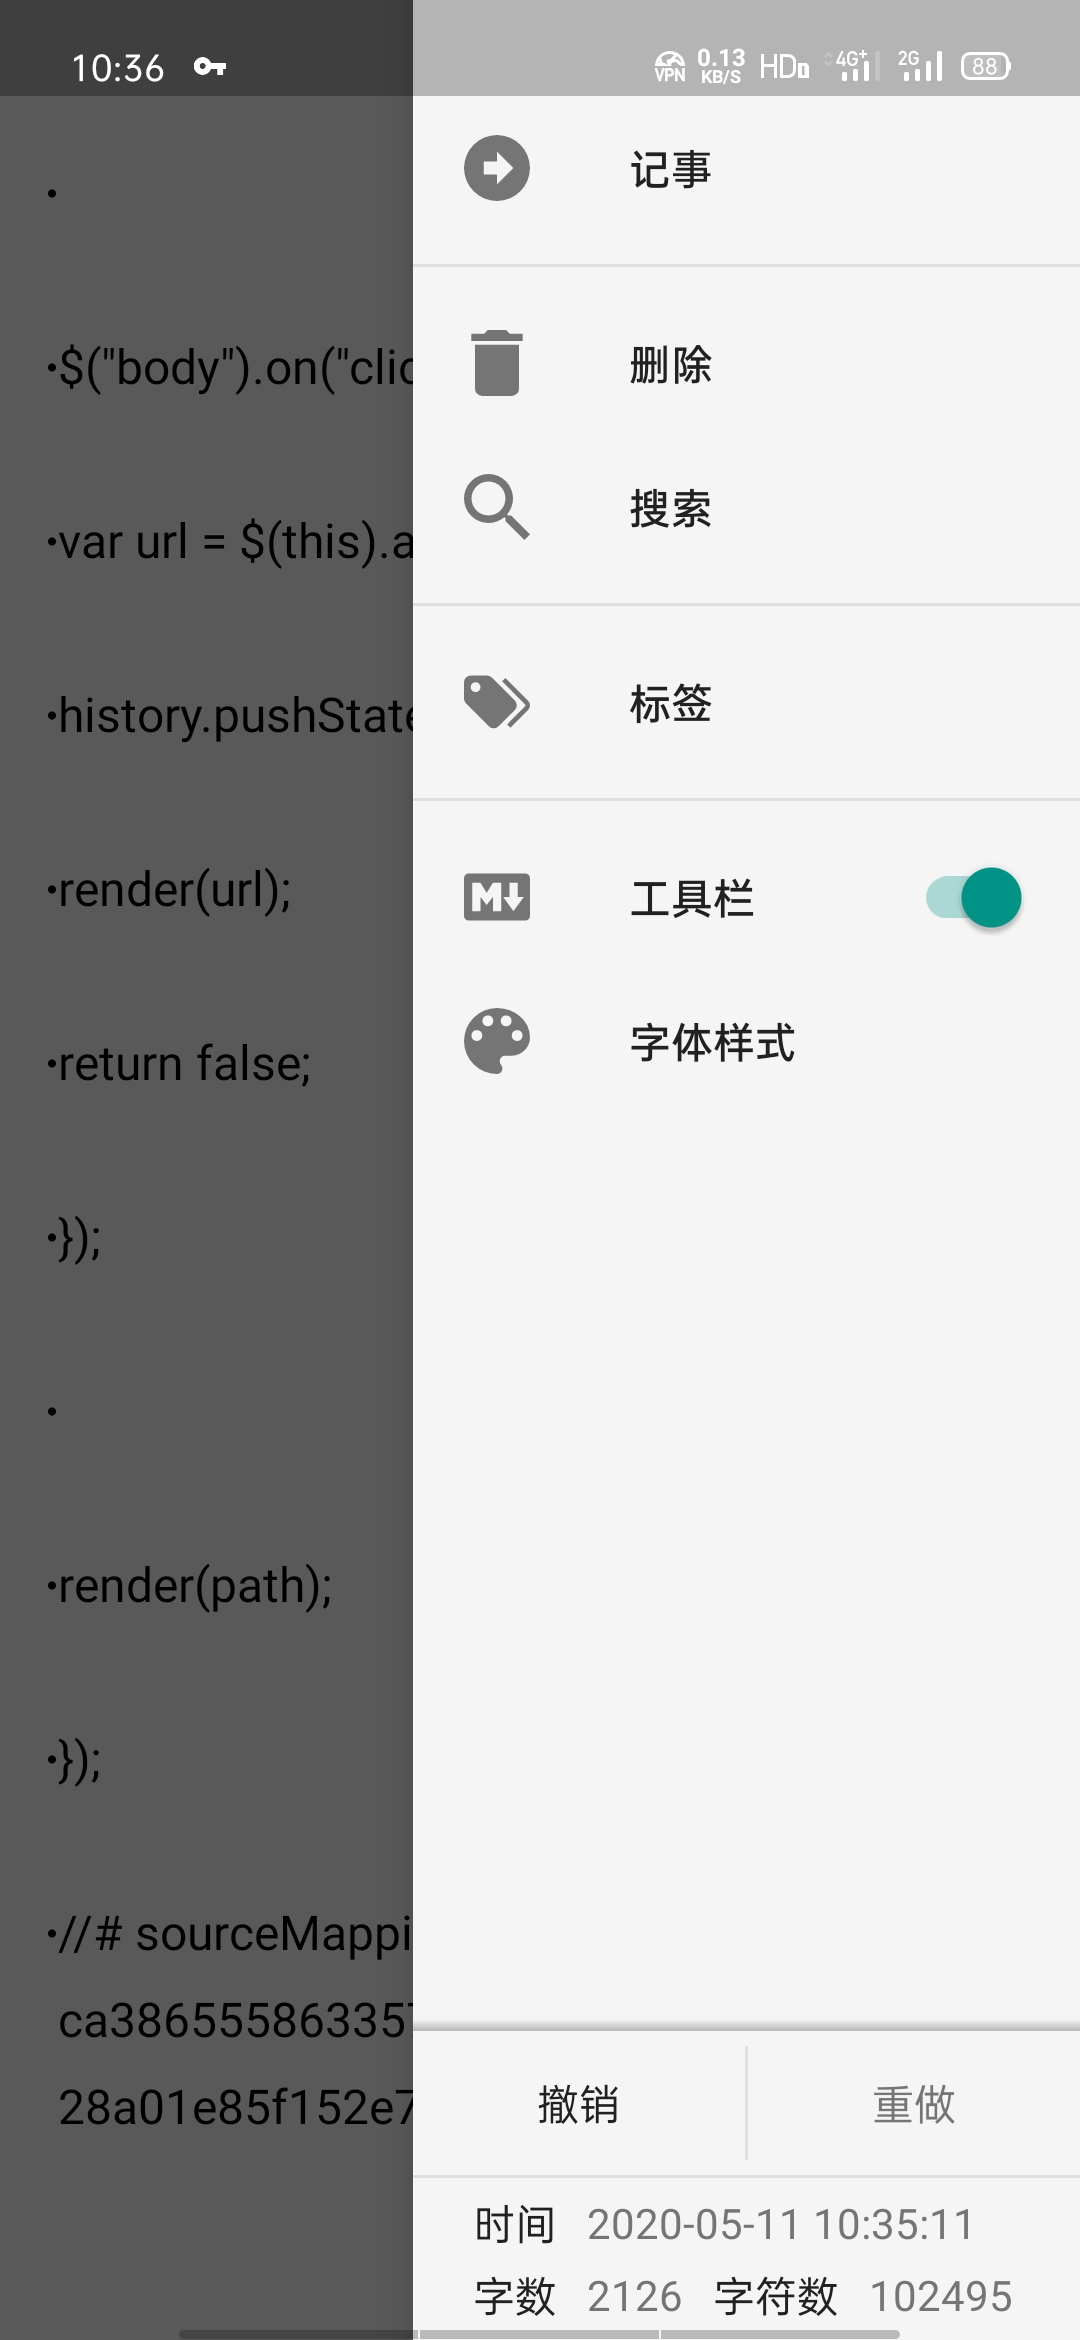 10:36 VPN 0.13 KB/S HD 4G+ 2G 88
记事
•
删除
•$("body").on("clic
搜索
•var url = $(this).a
标签
•history.pushState
•render(url);
工具栏
•return false;
字体样式
•});
•
•render(path);
•});
•//# sourceMappi
ca38655586335
28a01e85f152e7
撤销 重做
时间 2020-05-11 10:35:11
字数 2126 字符数 102495